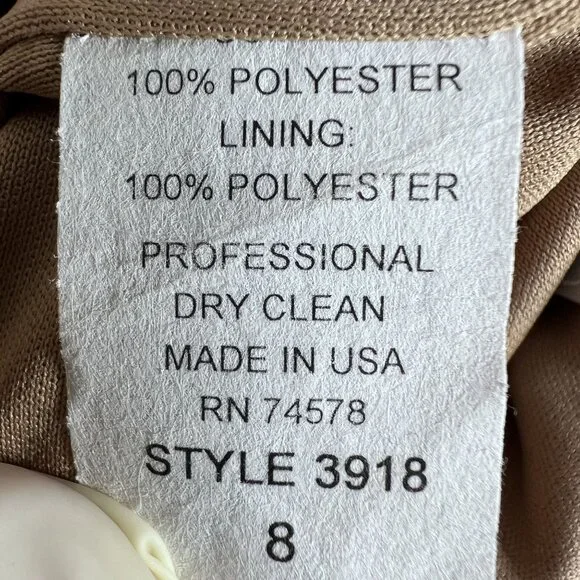 100% POLYESTER
LINING:
100% POLYESTER
PROFESSIONAL
DRY CLEAN
MADE IN USA
RN 74578
STYLE 3918
8